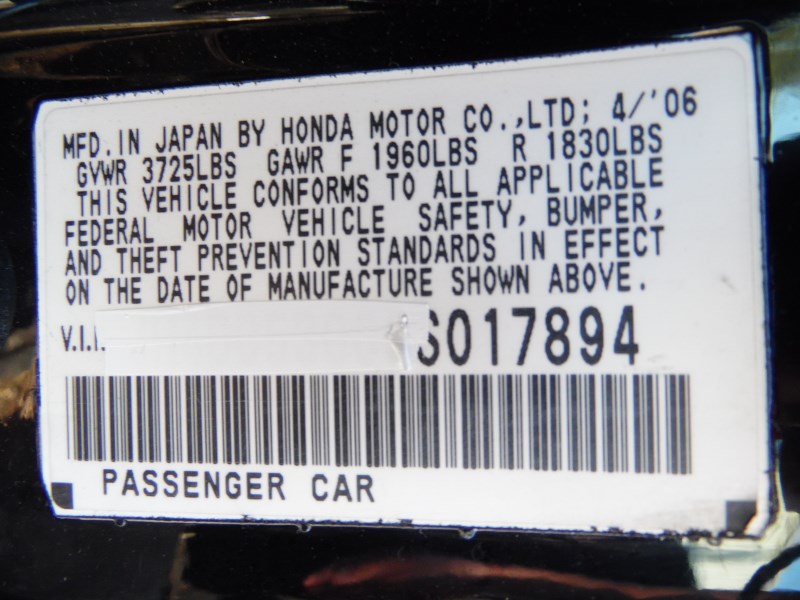 MFD.IN JAPAN BY HONDA MOTOR CO.,LTD; 4/'06
GVWR 3725LBS GAWR F 1960LBS R 1830LBS
THIS VEHICLE CONFORMS TO ALL APPLICABLE
FEDERAL MOTOR VEHICLE SAFETY, BUMPER,
AND THEFT PREVENTION STANDARDS IN EFFECT
ON THE DATE OF MANUFACTURE SHOWN ABOVE.
V.I. S017894
PASSENGER CAR